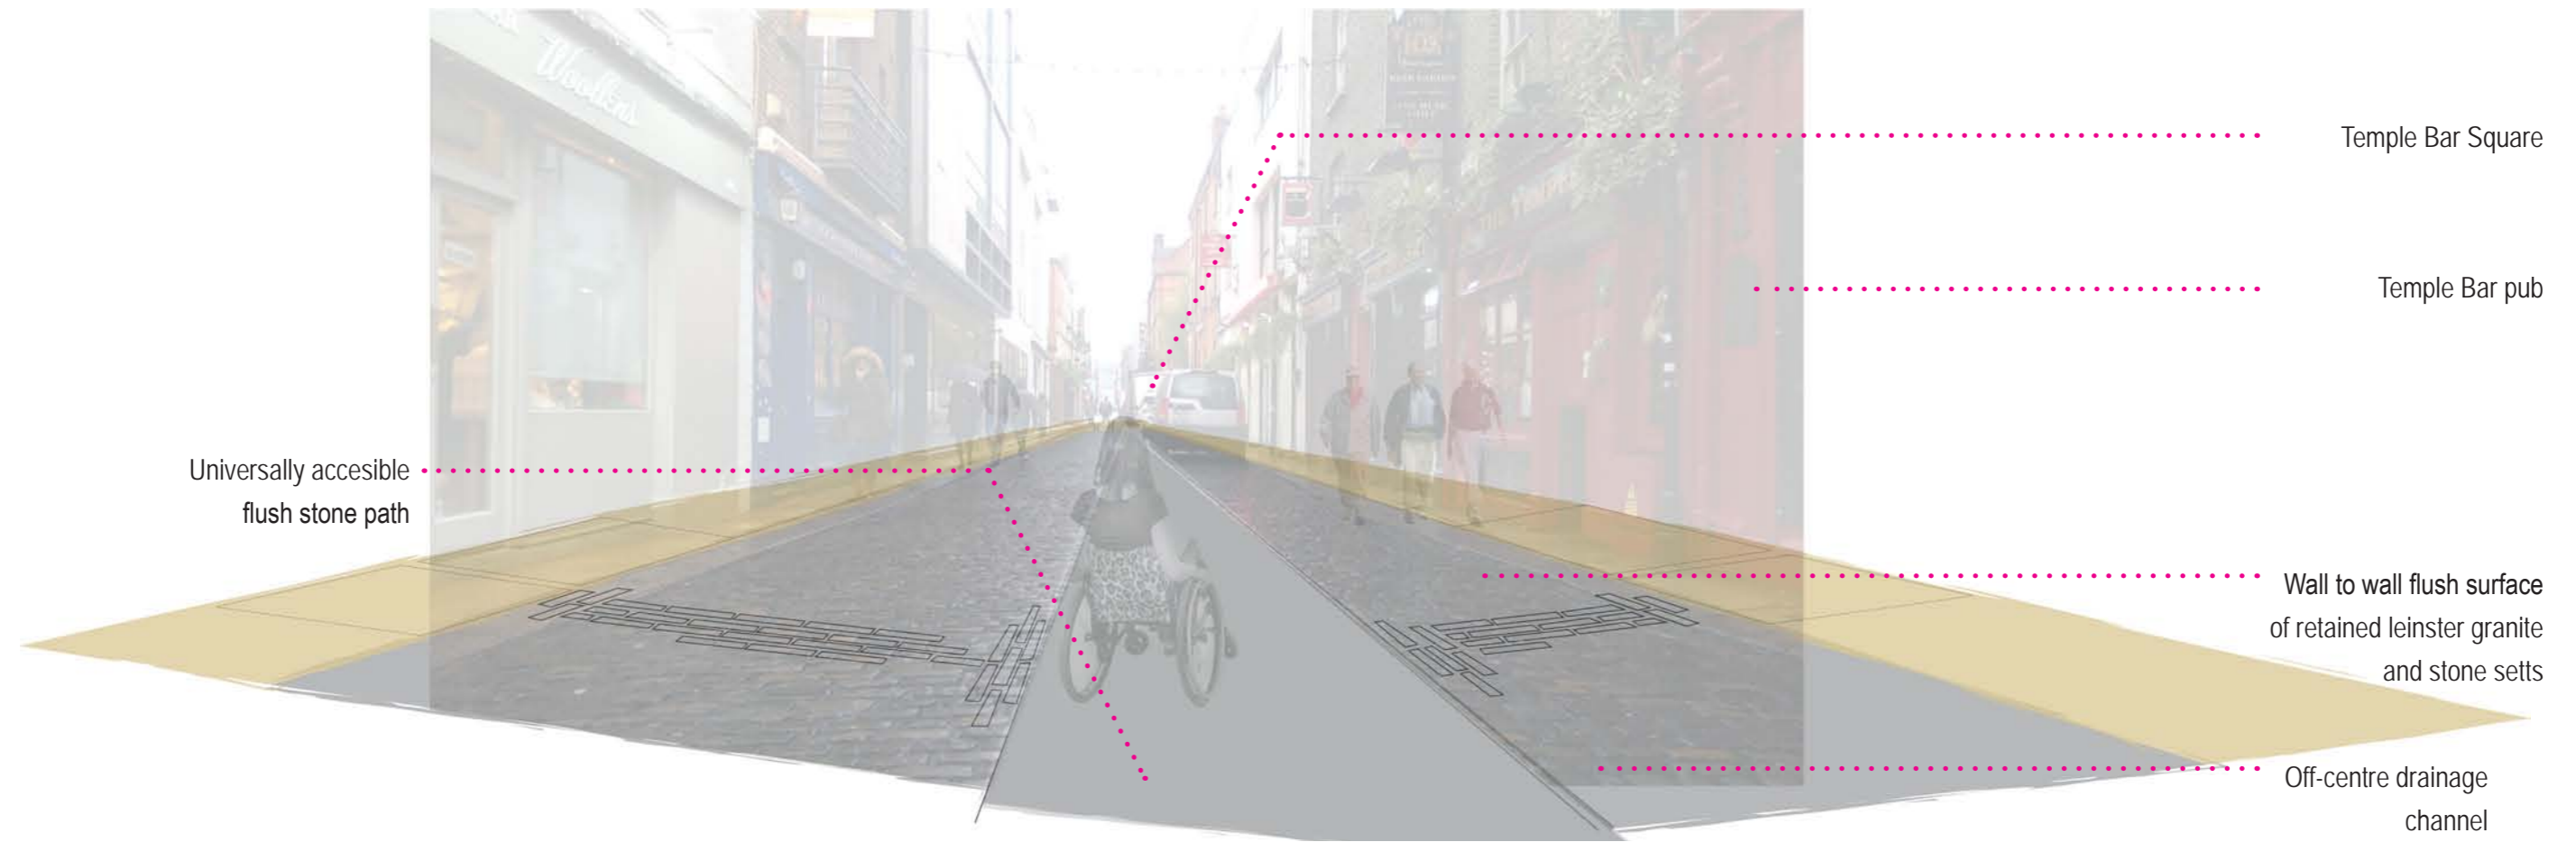 Woollens
Temple Bar Square
Temple Bar pub
Universally accesible
flush stone path
Wall to wall flush surface
of retained leinster granite
and stone setts
Off-centre drainage
channel